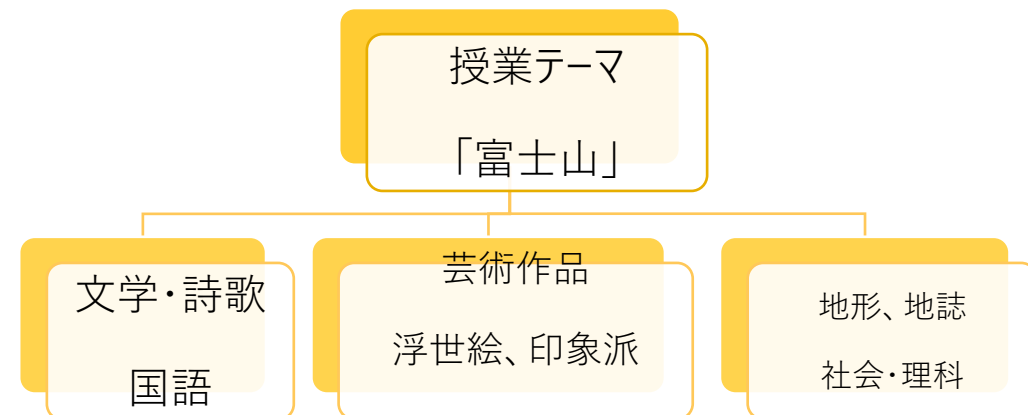 授業テーマ
「富士山」
文学・詩歌
国語
芸術作品
浮世絵、印象派
地形、地誌
社会・理科